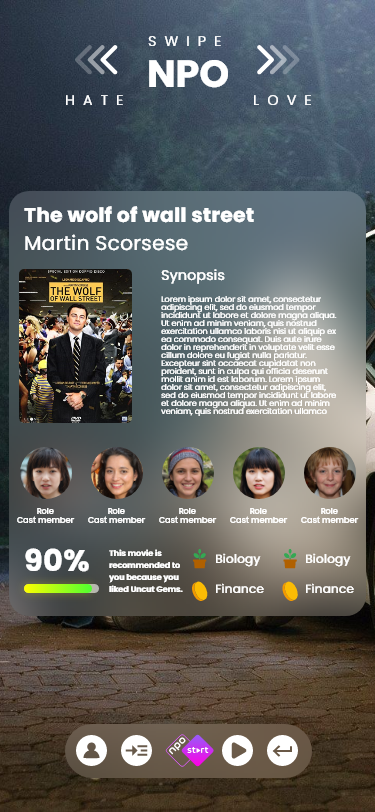 SWIPE
NPO
HATE
LOVE
The wolf of wall street
Martin Scorsese
SPECIAL EDITION DOPPIO DISCO
THE WOLF
OF WALL STREET
Synopsis
Lorem ipsum dolor sit amet, consectetur
adipiscing elit, sed do eiusmod tempor
incididunt ut labore et dolore magna aliqua.
Ut enim ad minim veniam, quis nostrud
exercitation ullamco laboris nisi ut aliquip ex
ea commodo consequat. Duis aute irure
dolor in reprehenderit in voluptate velit esse
cillum dolore eu fugiat nulla pariatur.
Excepteur sint occaecat cupidatat non
proident, sunt in culpa qui officia deserunt
mollit anim id est laborum. Lorem ipsum
dolor sit amet, consectetur adipiscing elit,
sed do eiusmod tempor incididunt ut labore
et dolore magna aliqua. Ut enim ad minim
veniam, quis nostrud exercitation ullamco
Role
Cast member
Role
Cast member
Role
Cast member
Role
Cast member
Role
Cast member
90%
This movie is
recommended to
you because you
liked Uncut Gems.
Biology
Biology
Finance
Finance
npo
start